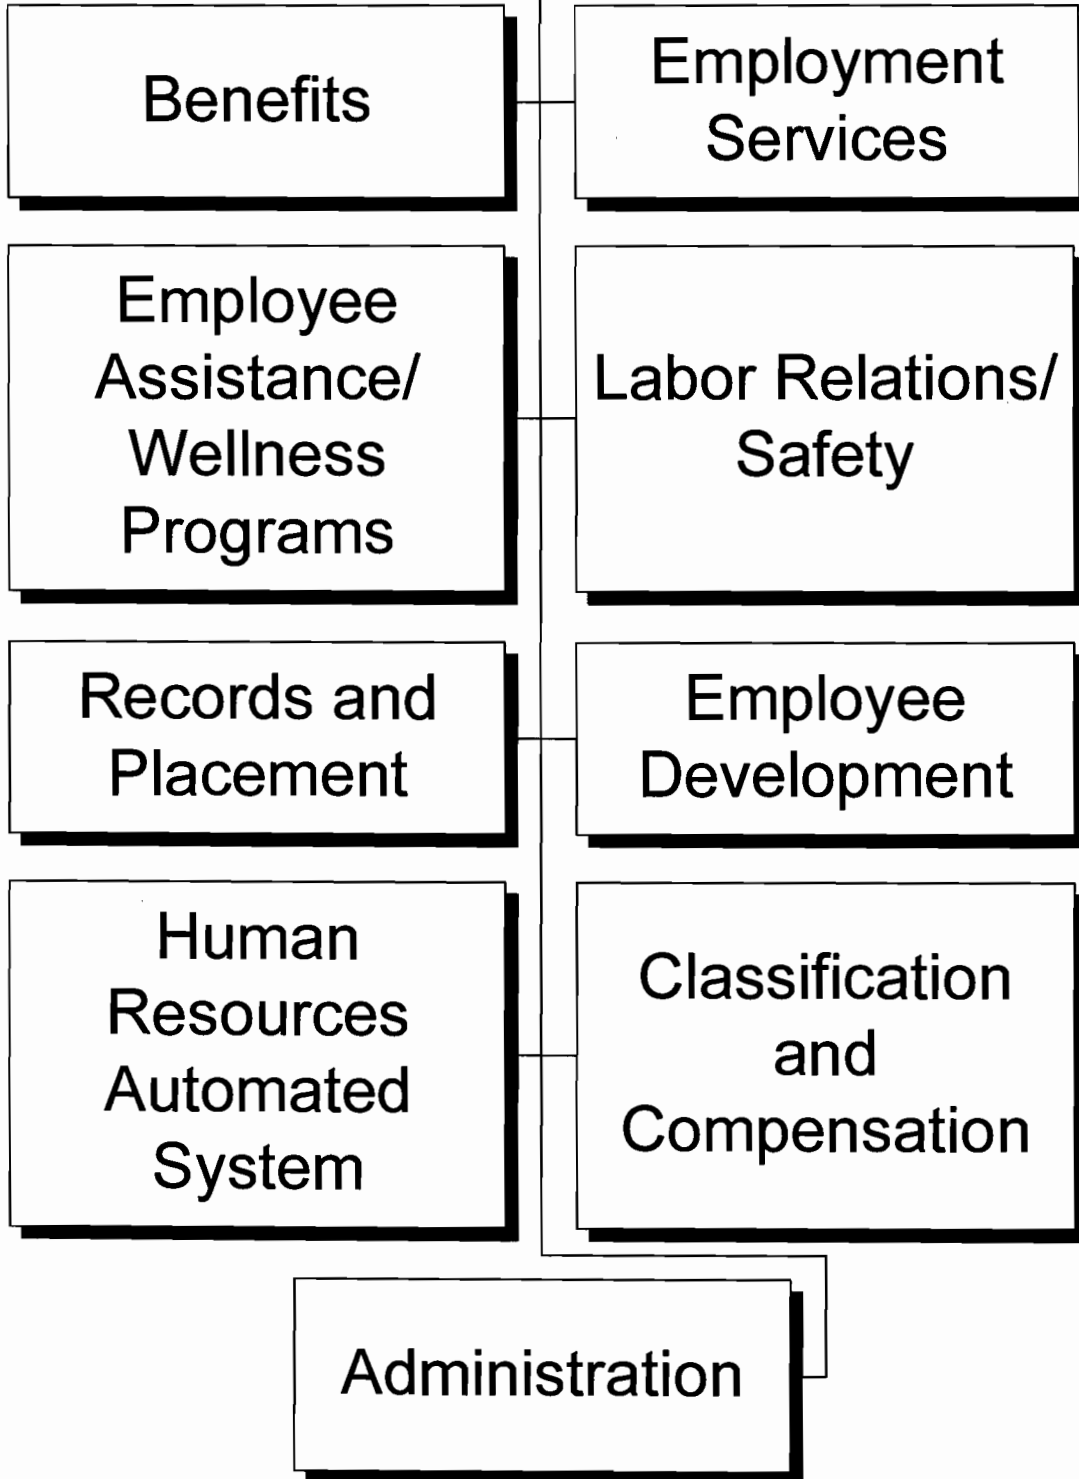 Benefits
Employment
Services
Employee
Assistance/
Wellness
Programs
Labor Relations/
Safety
Records and
Placement
Employee
Development
Human
Resources
Automated
System
Classification
and
Compensation
Administration